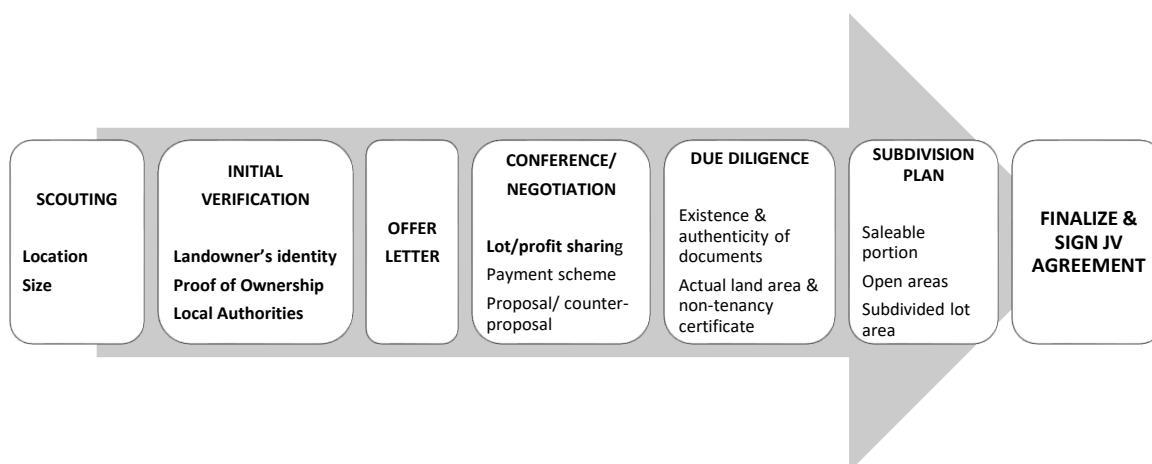 SCOUTING
Location
Size
INITIAL
VERIFICATION
Landowner's identity
Proof of Ownership
Local Authorities
OFFER
LETTER
CONFERENCE/
NEGOTIATION
Lot/profit sharing
Payment scheme
Proposal/ counter-
proposal
DUE DILIGENCE
Existence &
authenticity of
documents
Actual land area &
non-tenancy
certificate
SUBDIVISION
PLAN
Saleable
portion
Open areas
Subdivided lot
area
FINALIZE &
SIGN JV
AGREEMENT